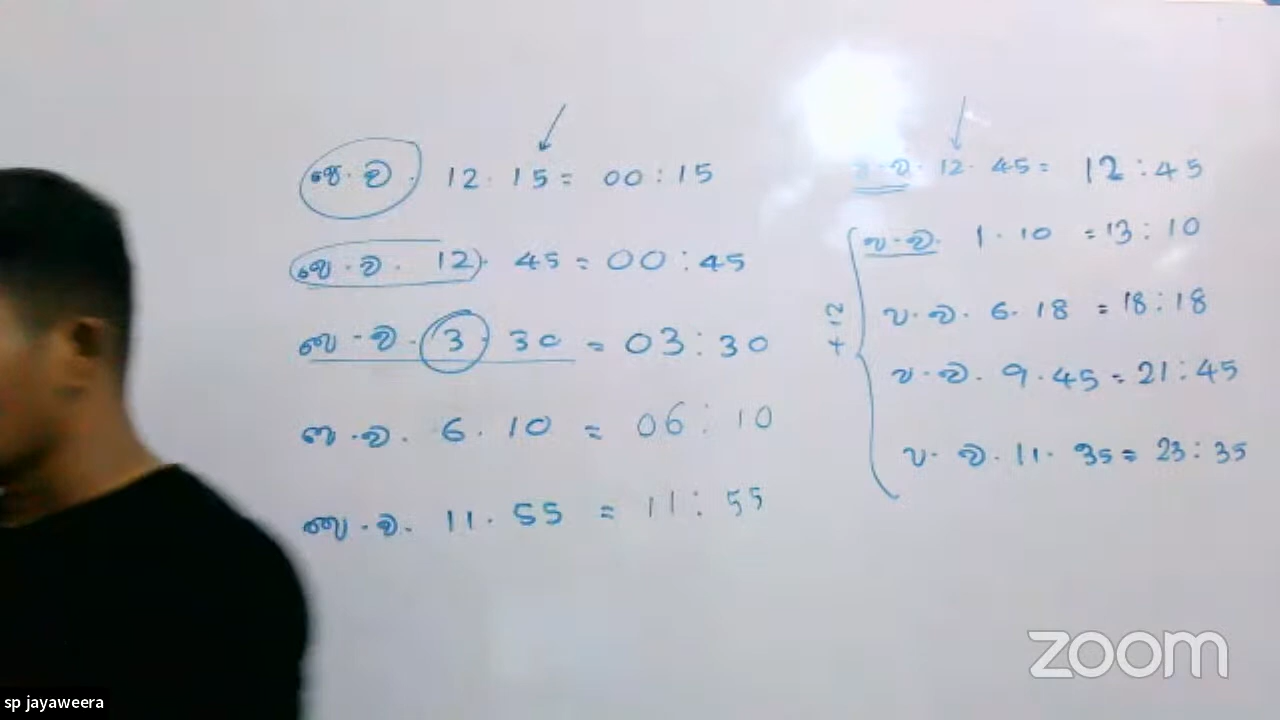 පෙ.ව. 12.15 = 00:15
පෙ.ව. 12. 45 = 00:45
පෙ.ව. 3. 30 = 03:30
පෙ.ව. 6.10 = 06:10
පෙ.ව. 11.55 = 11:55
ප.ව. 12. 45 = 12:45
+12
ප.ව. 1.10 = 13:10
ප.ව. 6.18 = 18:18
ප.ව. 9.45 = 21:45
ප.ව. 11. 35 = 23:35
zoom
sp jayaweera